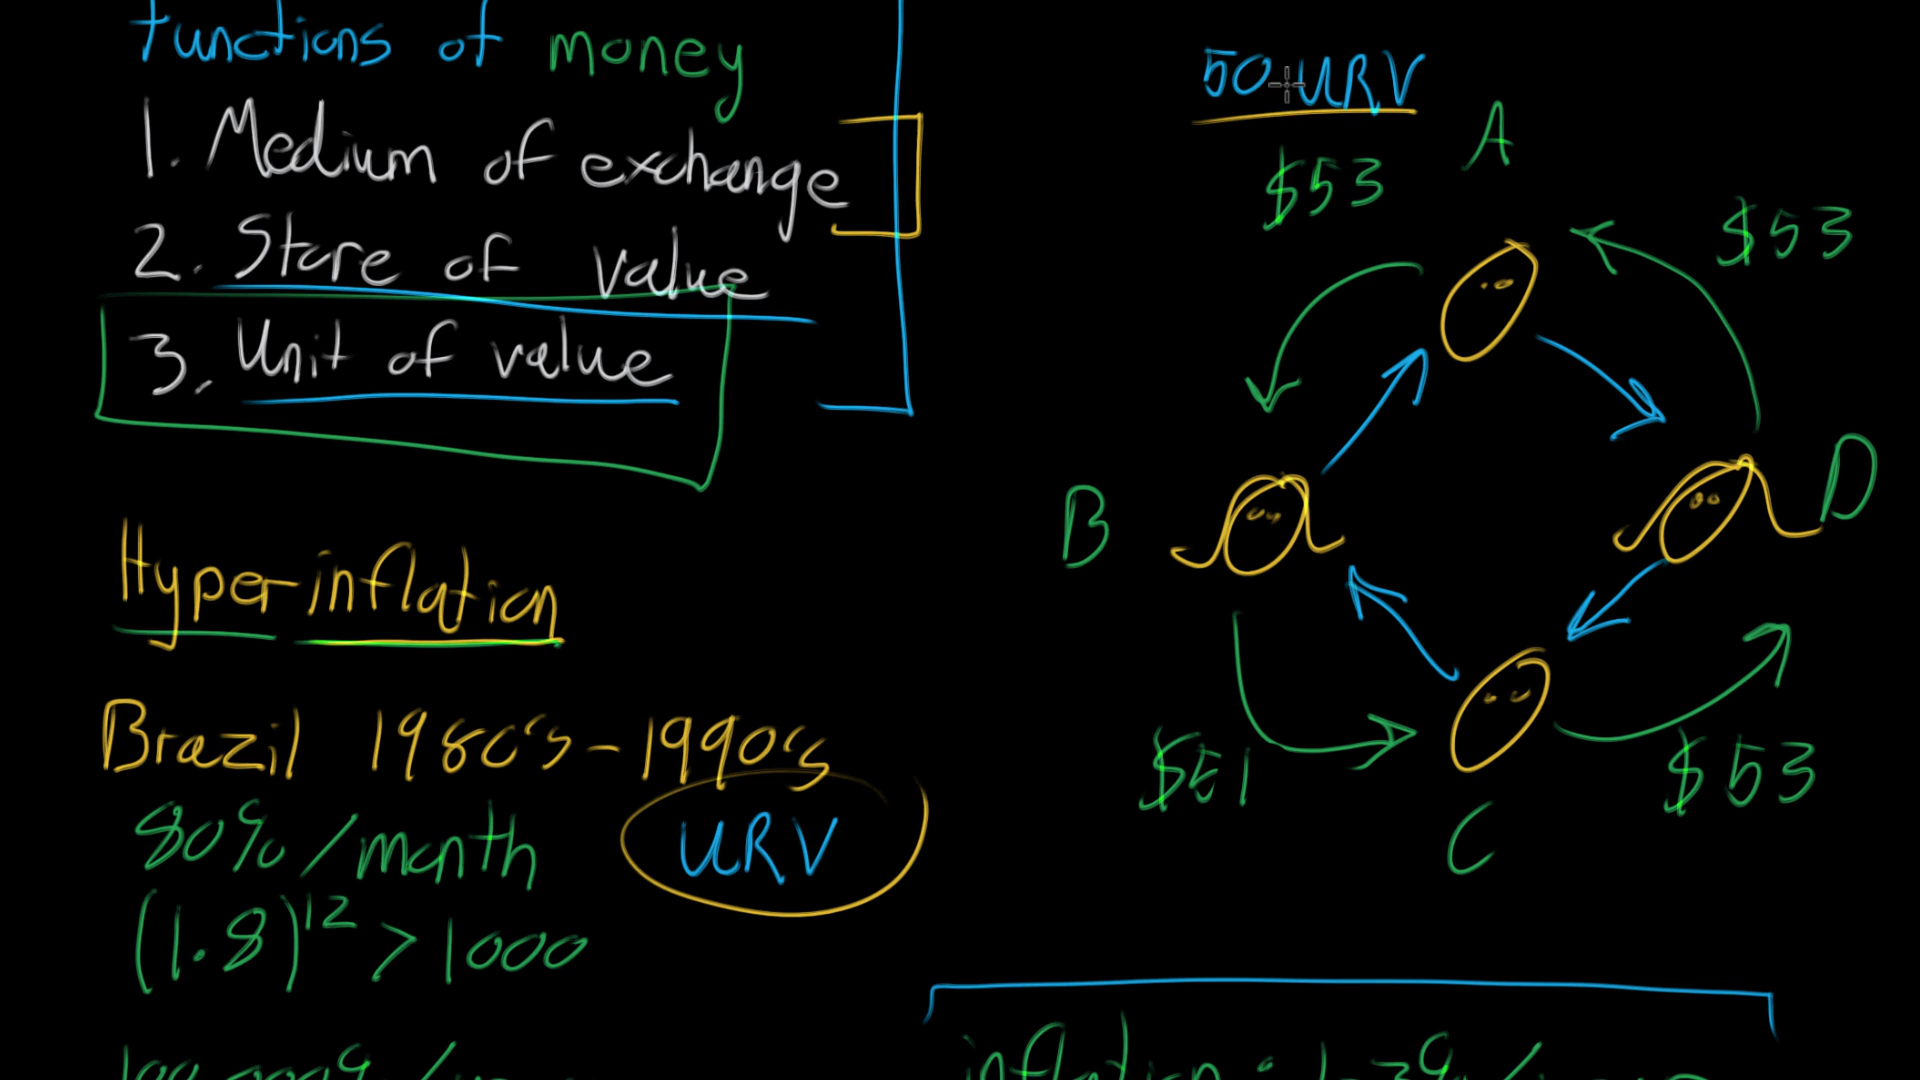 functions of money
1. Medium of exchange
2. Store of value
3. Unit of value
Hyperinflation
Brazil 1980's-1990's
80%/month
URV
(1.8)^12 > 1000
50 URV
$53
A
$53
B
D
$51
$53
C
inflation: